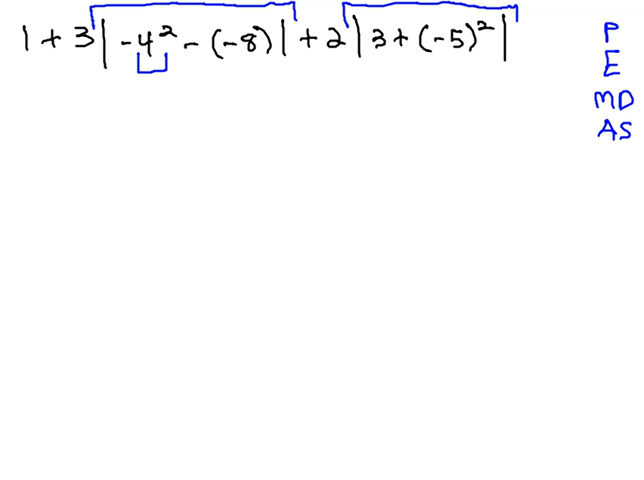 1 + 3|-4² - (-8)| + 2|3 + (-5)²|
P
E
MD
AS